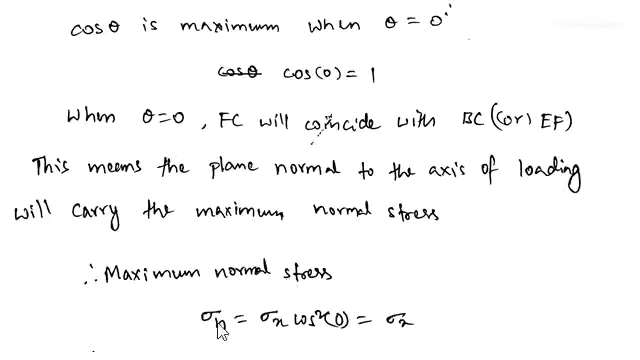 cosθ is maximum when θ = 0°
cosθ cos(0) = 1
When θ=0, FC will coincide with BC (or) EF)
This means the plane normal to the axis of loading
will carry the maximum normal stress
∴ Maximum normal stress
σn = σx cos²(0) = σx